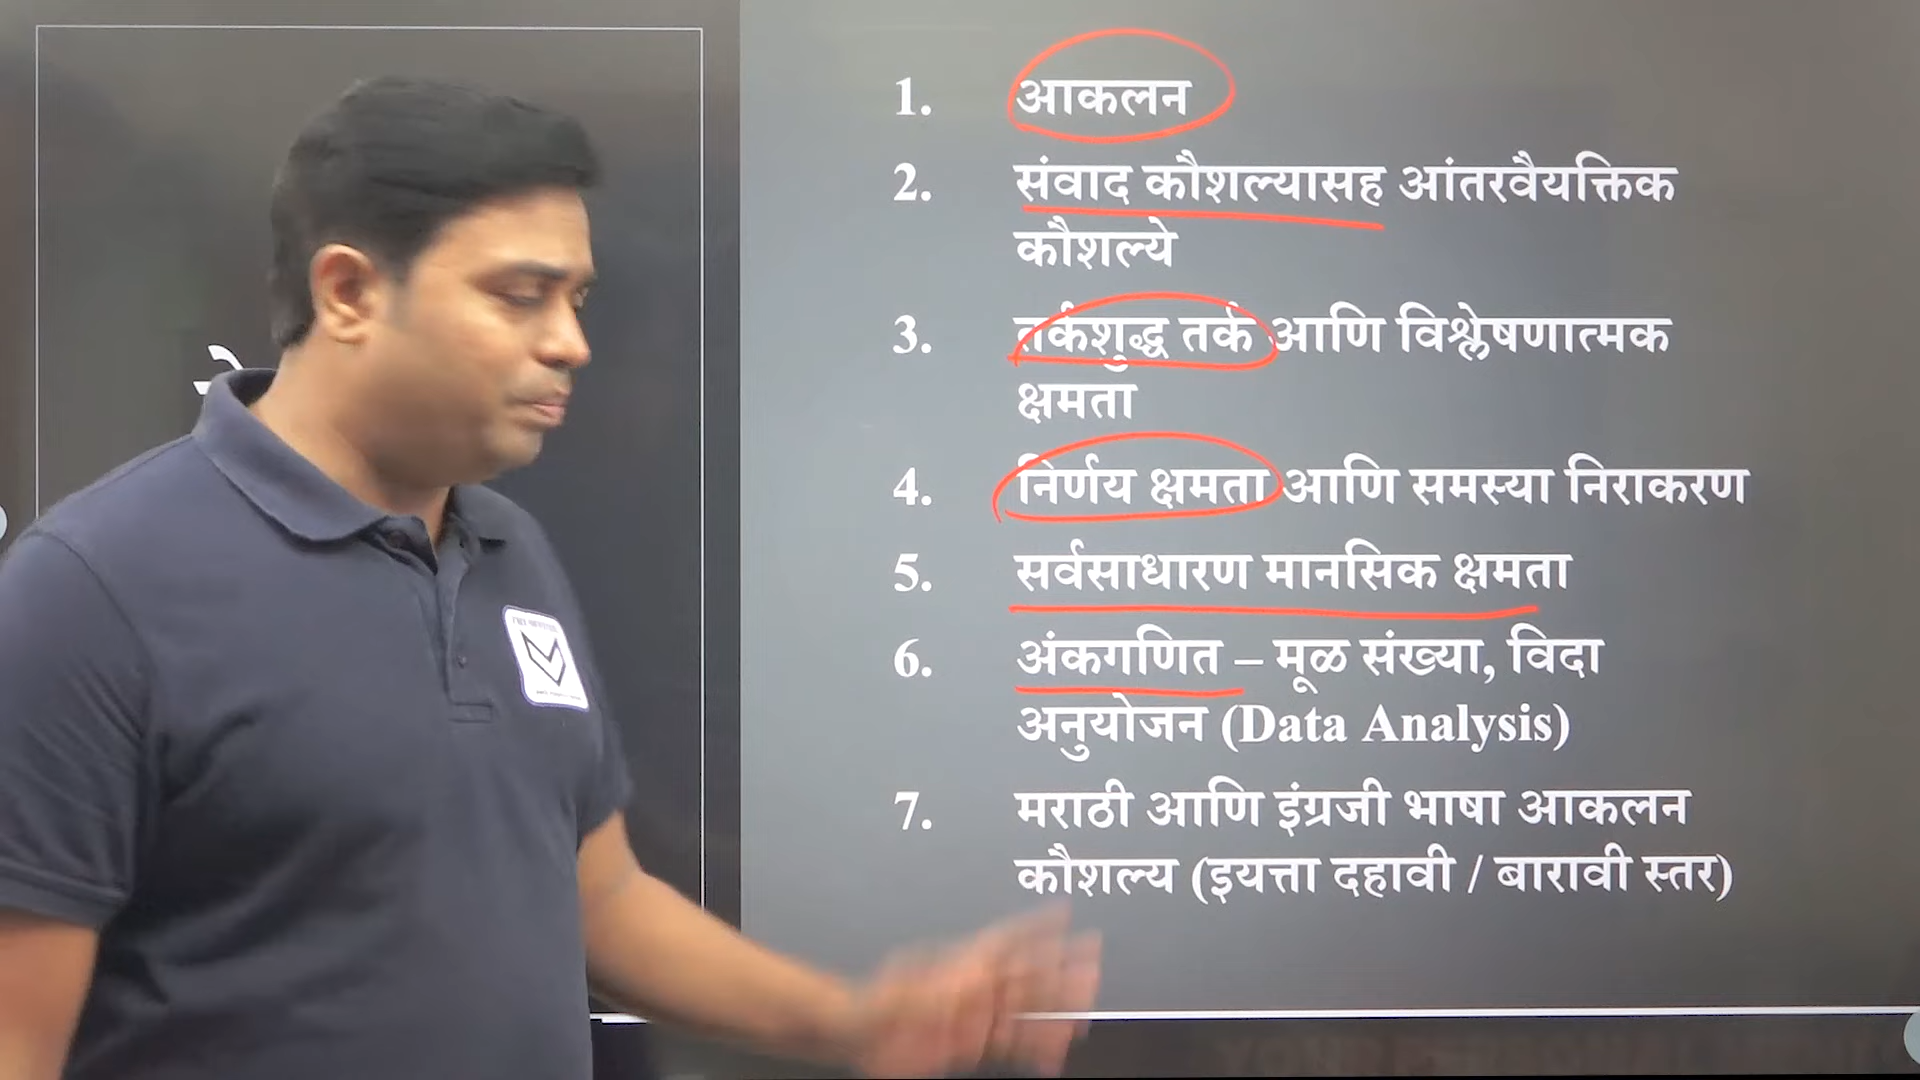 1. आकलन
2. संवाद कौशल्यासह आंतरवैयक्तिक
कौशल्ये
3. तर्कशुद्ध तर्क आणि विश्लेषणात्मक
क्षमता
4. निर्णय क्षमता आणि समस्या निराकरण
5. सर्वसाधारण मानसिक क्षमता
6. अंकगणित – मूळ संख्या, विदा
अनुयोजन (Data Analysis)
7. मराठी आणि इंग्रजी भाषा आकलन
कौशल्य (इयत्ता दहावी / बारावी स्तर)